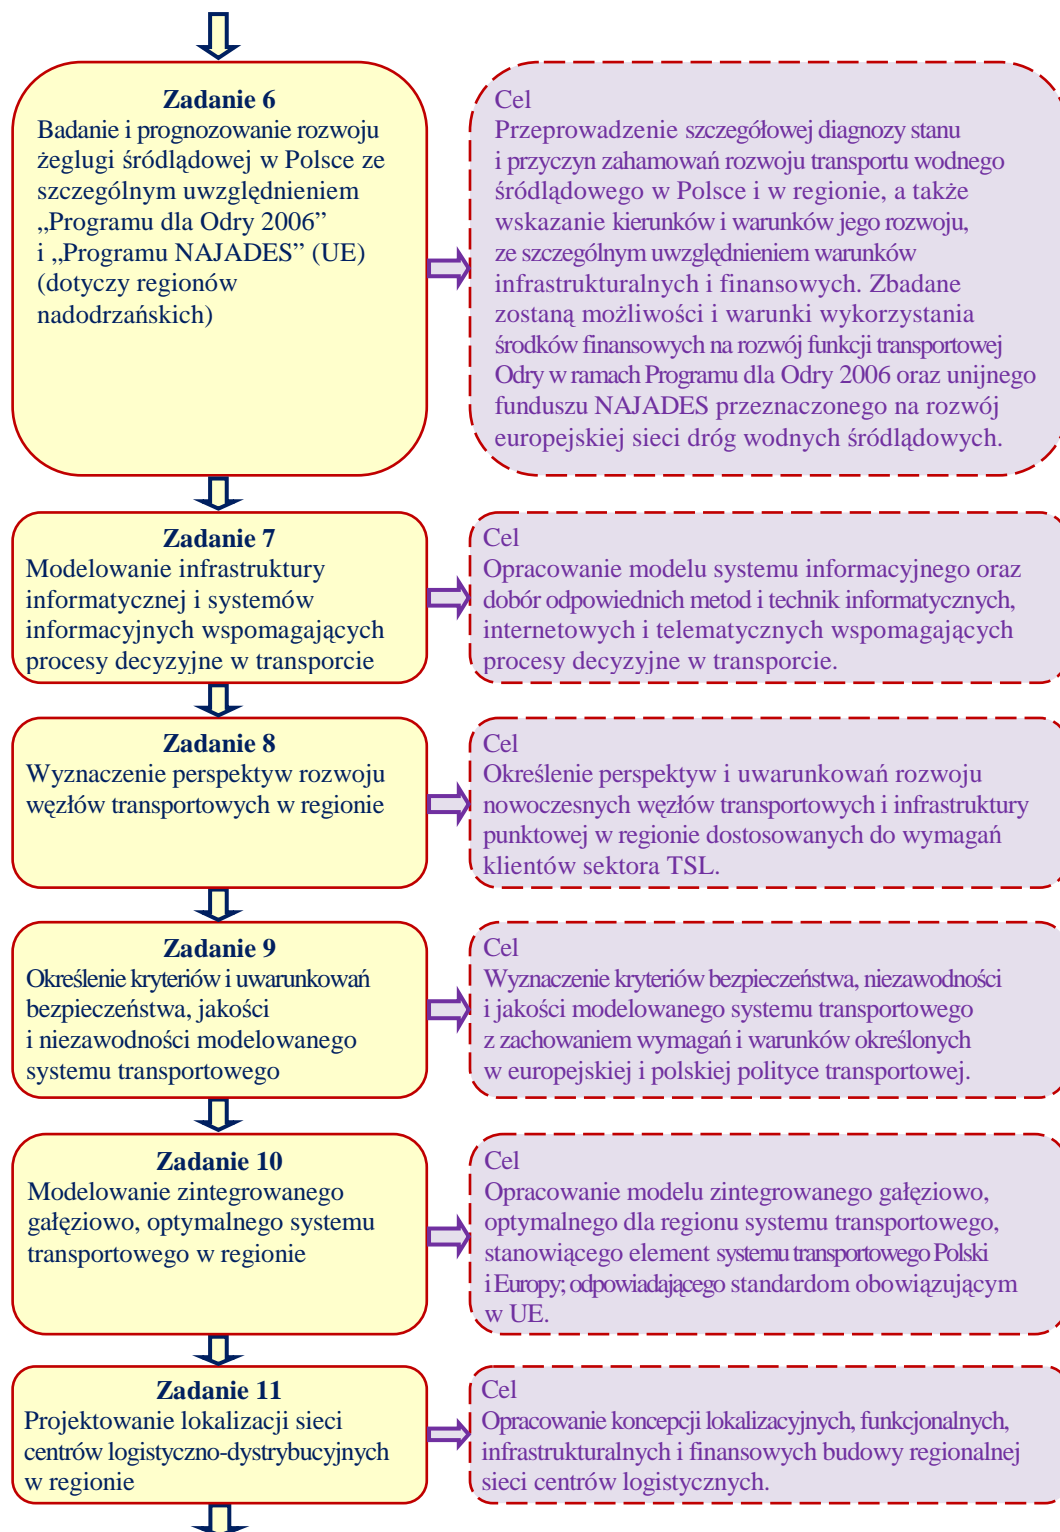 Zadanie 6
Badanie i prognozowanie rozwoju
żeglugi śródlądowej w Polsce ze
szczególnym uwzględnieniem
„Programu dla Odry 2006”
i „Programu NAJADES” (UE)
(dotyczy regionów
nadodrzańskich)
Cel
Przeprowadzenie szczegółowej diagnozy stanu
i przyczyn zahamowań rozwoju transportu wodnego
śródlądowego w Polsce i w regionie, a także
wskazanie kierunków i warunków jego rozwoju,
ze szczególnym uwzględnieniem warunków
infrastrukturalnych i finansowych. Zbadane
zostaną możliwości i warunki wykorzystania
środków finansowych na rozwój funkcji transportowej
Odry w ramach Programu dla Odry 2006 oraz unijnego
funduszu NAJADES przeznaczonego na rozwój
europejskiej sieci dróg wodnych śródlądowych.
Zadanie 7
Modelowanie infrastruktury
informatycznej i systemów
informacyjnych wspomagających
procesy decyzyjne w transporcie
Cel
Opracowanie modelu systemu informacyjnego oraz
dobór odpowiednich metod i technik informatycznych,
internetowych i telematycznych wspomagających
procesy decyzyjne w transporcie.
Zadanie 8
Wyznaczenie perspektyw rozwoju
węzłów transportowych w regionie
Cel
Określenie perspektyw i uwarunkowań rozwoju
nowoczesnych węzłów transportowych i infrastruktury
punktowej w regionie dostosowanych do wymagań
klientów sektora TSL.
Zadanie 9
Określenie kryteriów i uwarunkowań
bezpieczeństwa, jakości
i niezawodności modelowanego
systemu transportowego
Cel
Wyznaczenie kryteriów bezpieczeństwa, niezawodności
i jakości modelowanego systemu transportowego
z zachowaniem wymagań i warunków określonych
w europejskiej i polskiej polityce transportowej.
Zadanie 10
Modelowanie zintegrowanego
gałęziowo, optymalnego systemu
transportowego w regionie
Cel
Opracowanie modelu zintegrowanego gałęziowo,
optymalnego dla regionu systemu transportowego,
stanowiącego element systemu transportowego Polski
i Europy; odpowiadającego standardom obowiązującym
w UE.
Zadanie 11
Projektowanie lokalizacji sieci
centrów logistyczno-dystrybucyjnych
w regionie
Cel
Opracowanie koncepcji lokalizacyjnych, funkcjonalnych,
infrastrukturalnych i finansowych budowy regionalnej
sieci centrów logistycznych.